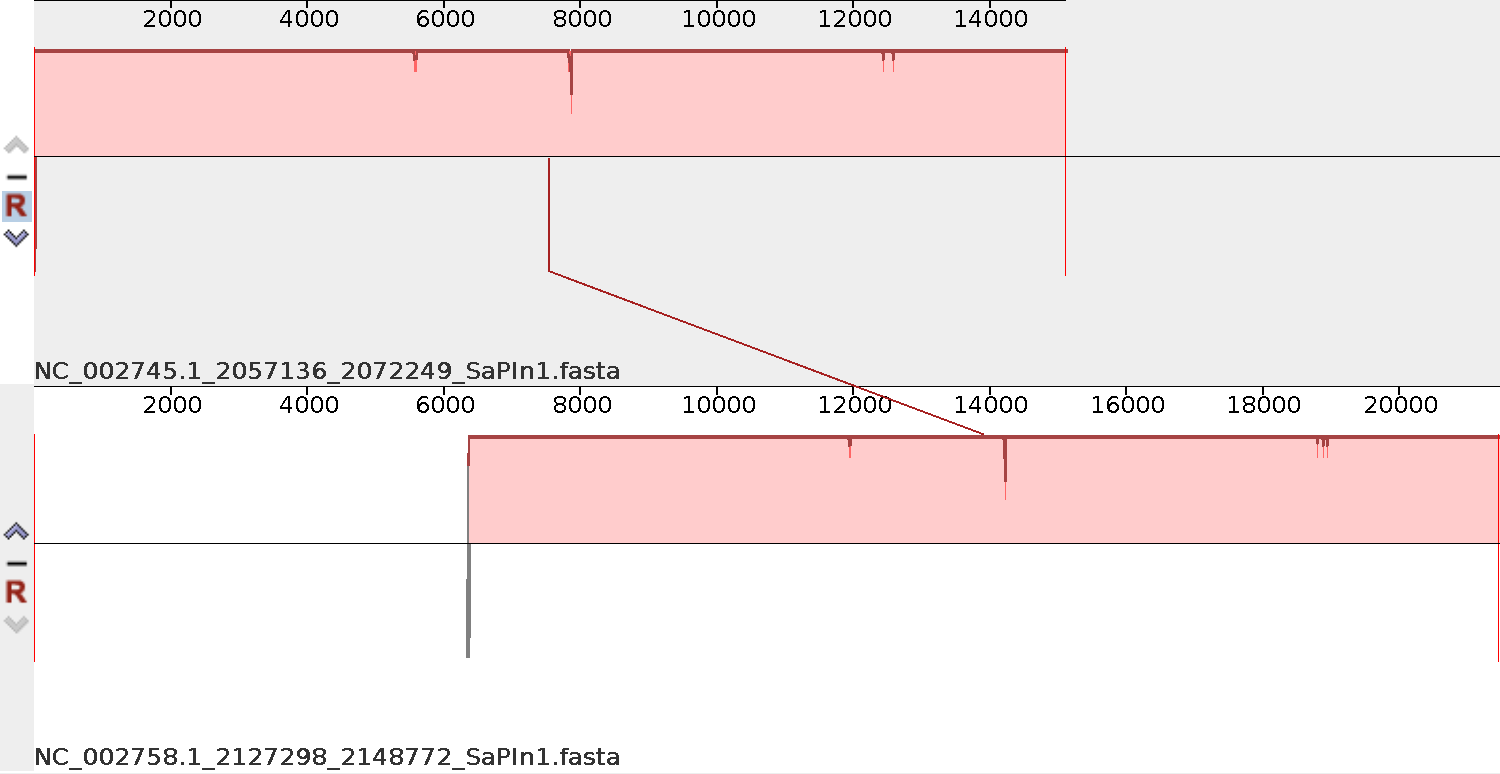 2000 4000 6000 8000 10000 12000 14000
R
NC_002745.1_2057136_2072249_SaPIn1.fasta
2000 4000 6000 8000 10000 12000 14000 16000 18000 20000
R
NC_002758.1_2127298_2148772_SaPIn1.fasta